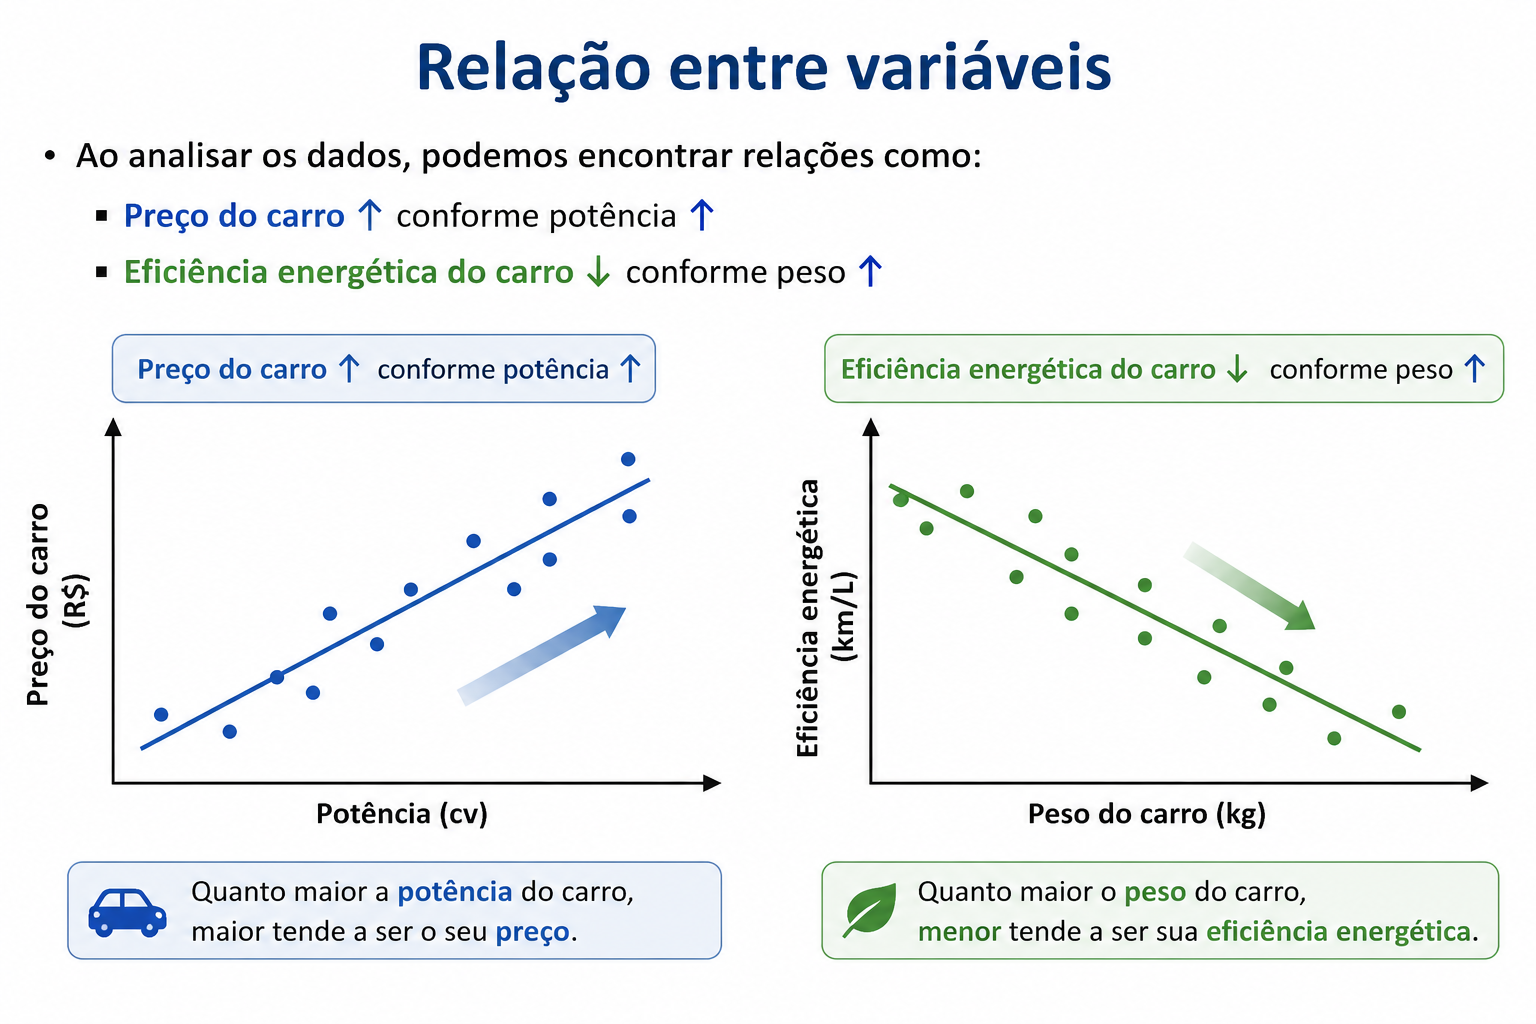 Relação entre variáveis
• Ao analisar os dados, podemos encontrar relações como:
▪ Preço do carro ↑ conforme potência ↑
▪ Eficiência energética do carro ↓ conforme peso ↑
Preço do carro ↑ conforme potência ↑
Preço do carro
(R$)
Potência (cv)
Quanto maior a potência do carro,
maior tende a ser o seu preço.
Eficiência energética do carro ↓ conforme peso ↑
Eficiência energética
(km/L)
Peso do carro (kg)
Quanto maior o peso do carro,
menor tende a ser sua eficiência energética.